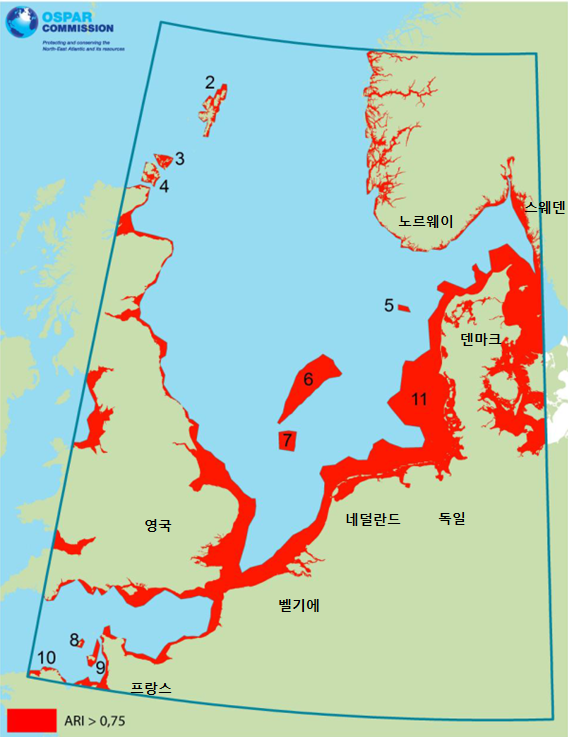 OSPAR
COMMISSION
Protecting and conserving the
North-East Atlantic and its resources
2
3
4
노르웨이
스웨덴
5
덴마크
6
11
7
영국
네덜란드
독일
벨기에
8
10
9
프랑스
ARI > 0,75